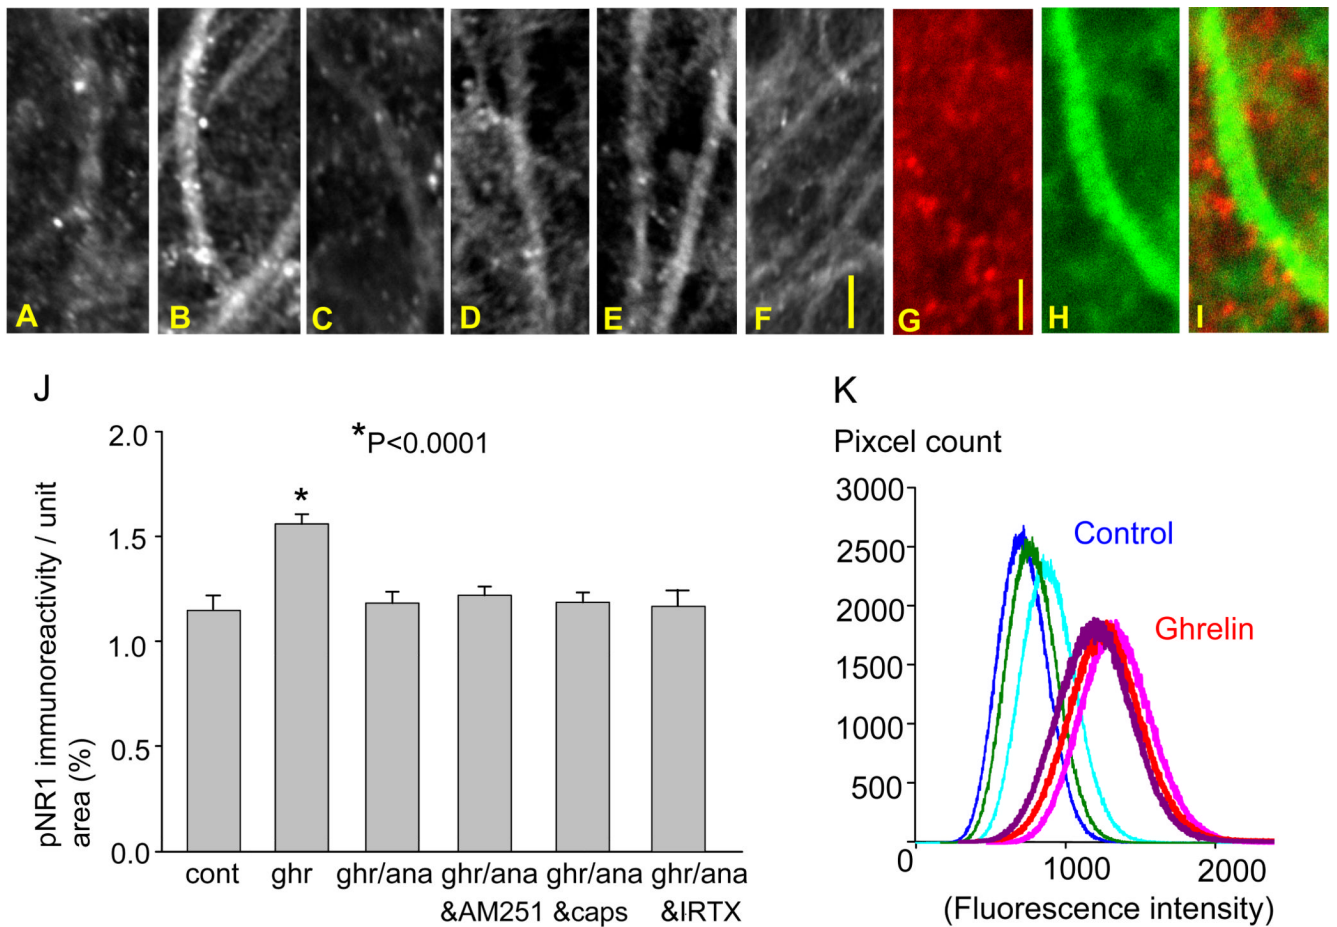 A B C D E F G H I
J
*P<0.0001
*
pNR1 immunoreactivity / unit
area (%)
2.0
1.5
1.0
0.5
0.0
cont ghr ghr/ana ghr/ana ghr/ana ghr/ana
&AM251 &caps &IRTX
K
Pixcel count
3000
2500
2000
1500
1000
500
Control
Ghrelin
0 1000 2000
(Fluorescence intensity)